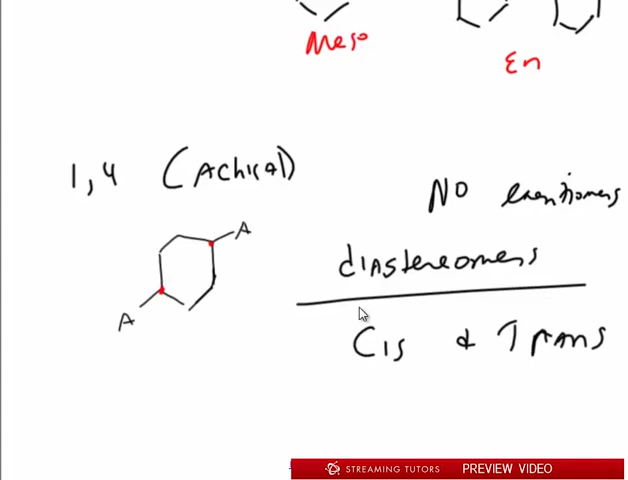 Meso
En
1,4 (Achiral)
No enantiomers
A
diastereomers
A
Cis & Trans
STREAMING TUTORS PREVIEW VIDEO